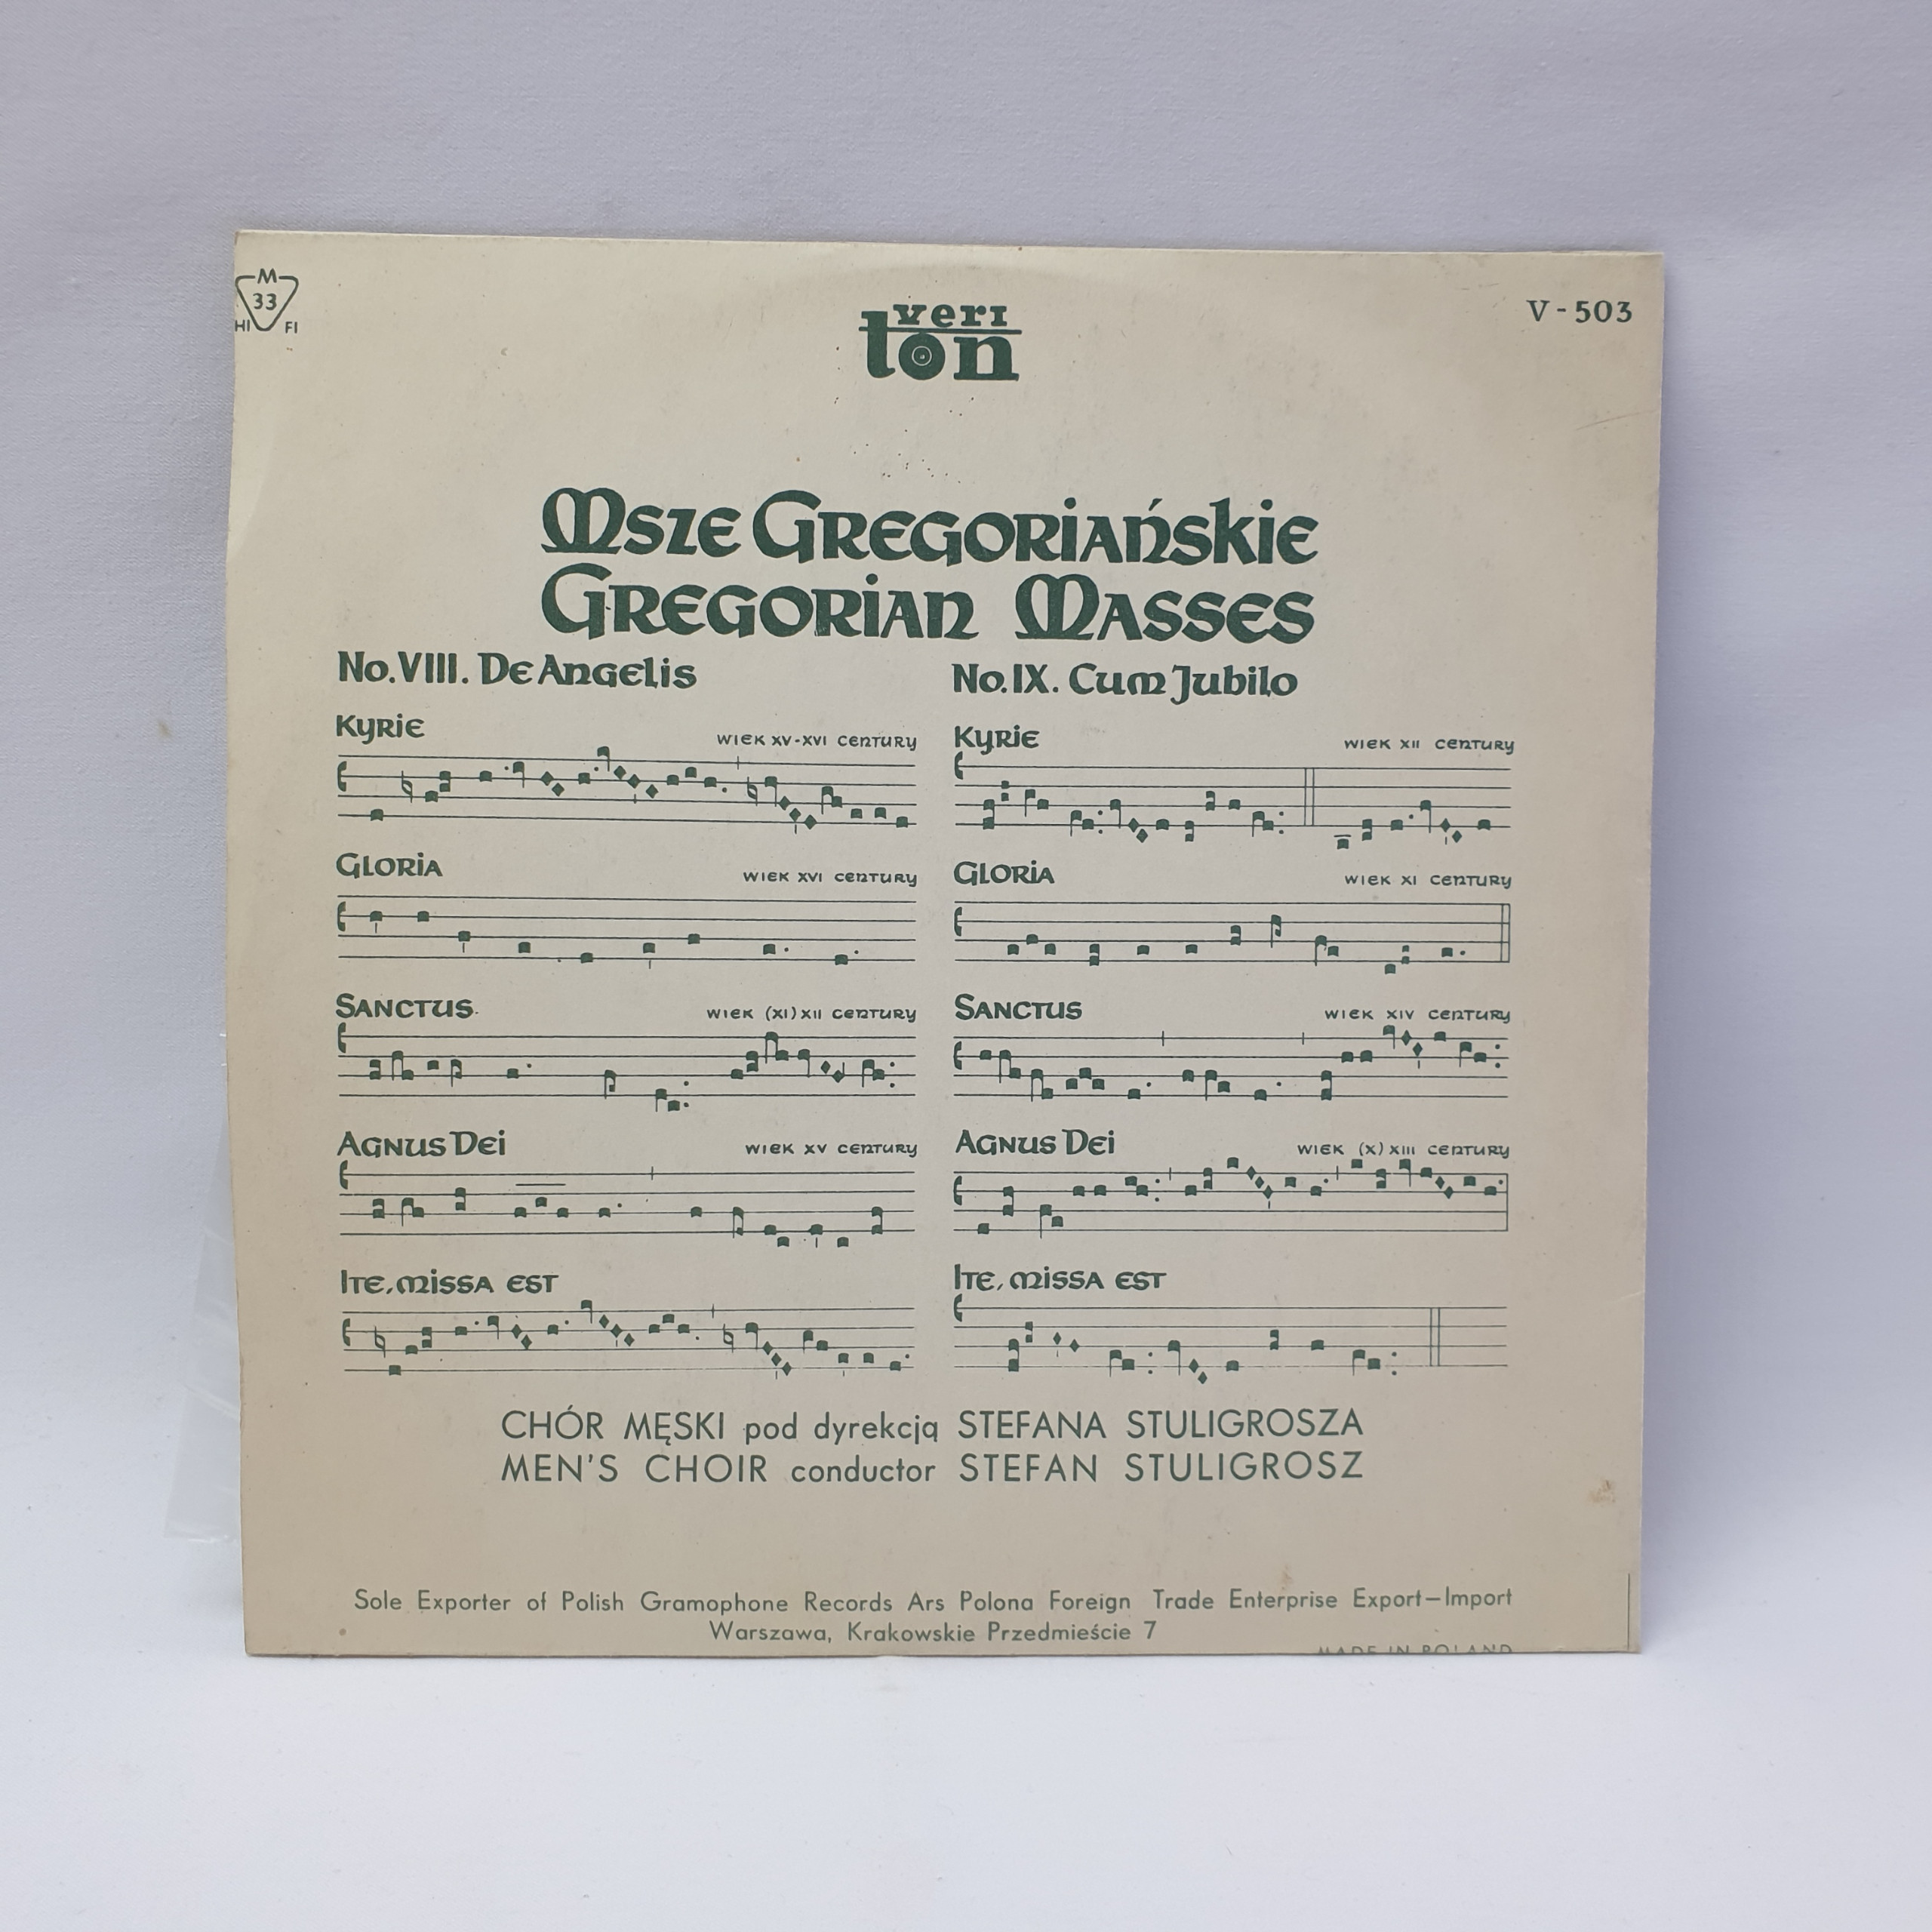 M
33
HI FI
veri
ton
V - 503
Msze Gregoriańskie
Gregorian Masses
No. VIII. De Angelis
Kyrie
wiek XV-XVI century
Gloria
wiek XVI century
Sanctus
wiek (XI) XII century
Agnus Dei
wiek XV century
Ite, missa est
No. IX. Cum Jubilo
Kyrie
wiek XII century
Gloria
wiek XI century
Sanctus
wiek XIV century
Agnus Dei
wiek (X) XIII century
Ite, missa est
CHÓR MĘSKI pod dyrekcją STEFANA STULIGROSZA
MEN'S CHOIR conductor STEFAN STULIGROSZ
Sole Exporter of Polish Gramophone Records Ars Polona Foreign Trade Enterprise Export—Import
Warszawa, Krakowskie Przedmieście 7
MADE IN POLAND